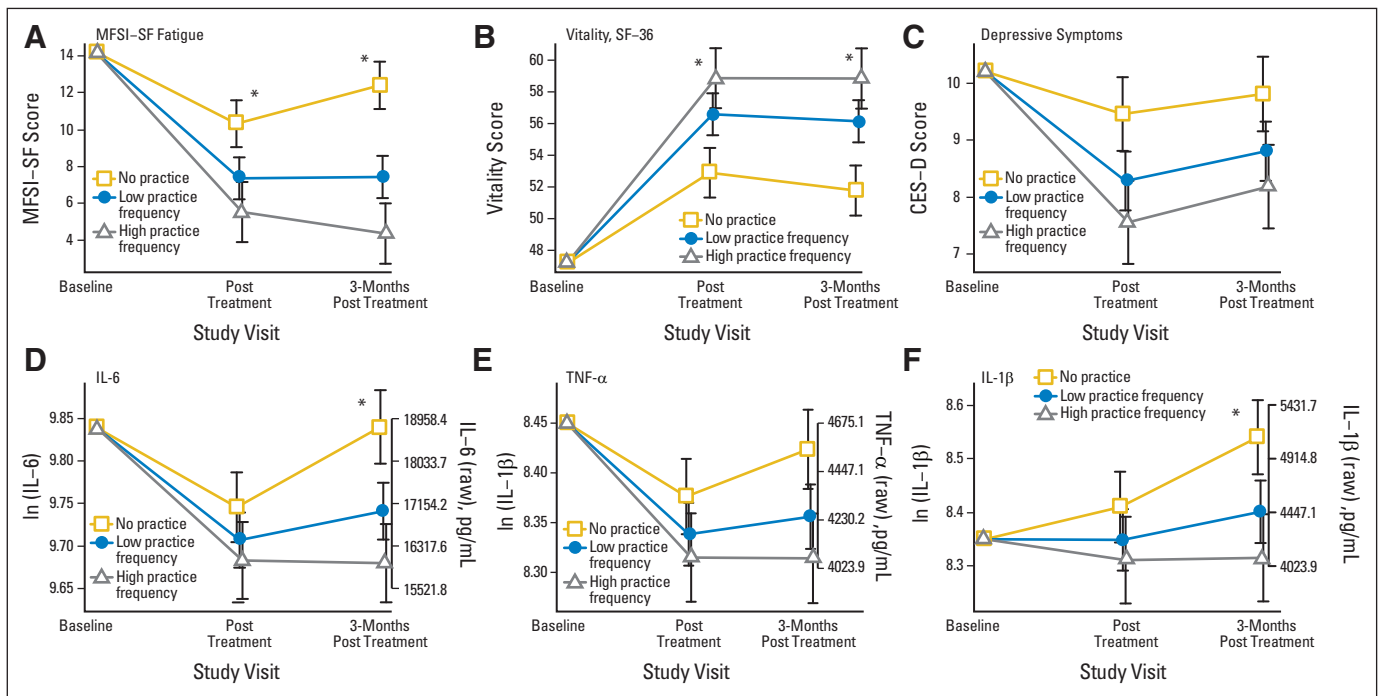 A
MFSI–SF Fatigue
MFSI–SF Score
14
12
10
8
6
4
*
*
No practice
Low practice
frequency
High practice
frequency
Baseline
Post
Treatment
3-Months
Post Treatment
Study Visit
B
Vitality, SF–36
Vitality Score
60
58
56
54
52
50
48
*
*
No practice
Low practice frequency
High practice frequency
Baseline
Post
Treatment
3-Months
Post Treatment
Study Visit
C
Depressive Symptoms
CES–D Score
10
9
8
7
No practice
Low practice
frequency
High practice
frequency
Baseline
Post
Treatment
3-Months
Post Treatment
Study Visit
D
IL-6
ln (IL–6)
9.85
9.80
9.75
9.70
9.65
*
18958.4
18033.7
17154.2
16317.6
15521.8
IL–6 (raw), pg/mL
No practice
Low practice
frequency
High practice
frequency
Baseline
Post
Treatment
3-Months
Post Treatment
Study Visit
E
TNF-α
ln (IL–1β)
8.45
8.40
8.35
8.30
4675.1
4447.1
4230.2
4023.9
TNF–α (raw) ,pg/mL
No practice
Low practice
frequency
High practice
frequency
Baseline
Post
Treatment
3-Months
Post Treatment
Study Visit
F
IL-1β
ln (IL–1β)
8.6
8.5
8.4
8.3
No practice
Low practice frequency
High practice frequency
*
5431.7
4914.8
4447.1
4023.9
IL–1β (raw) ,pg/mL
Baseline
Post
Treatment
3-Months
Post Treatment
Study Visit